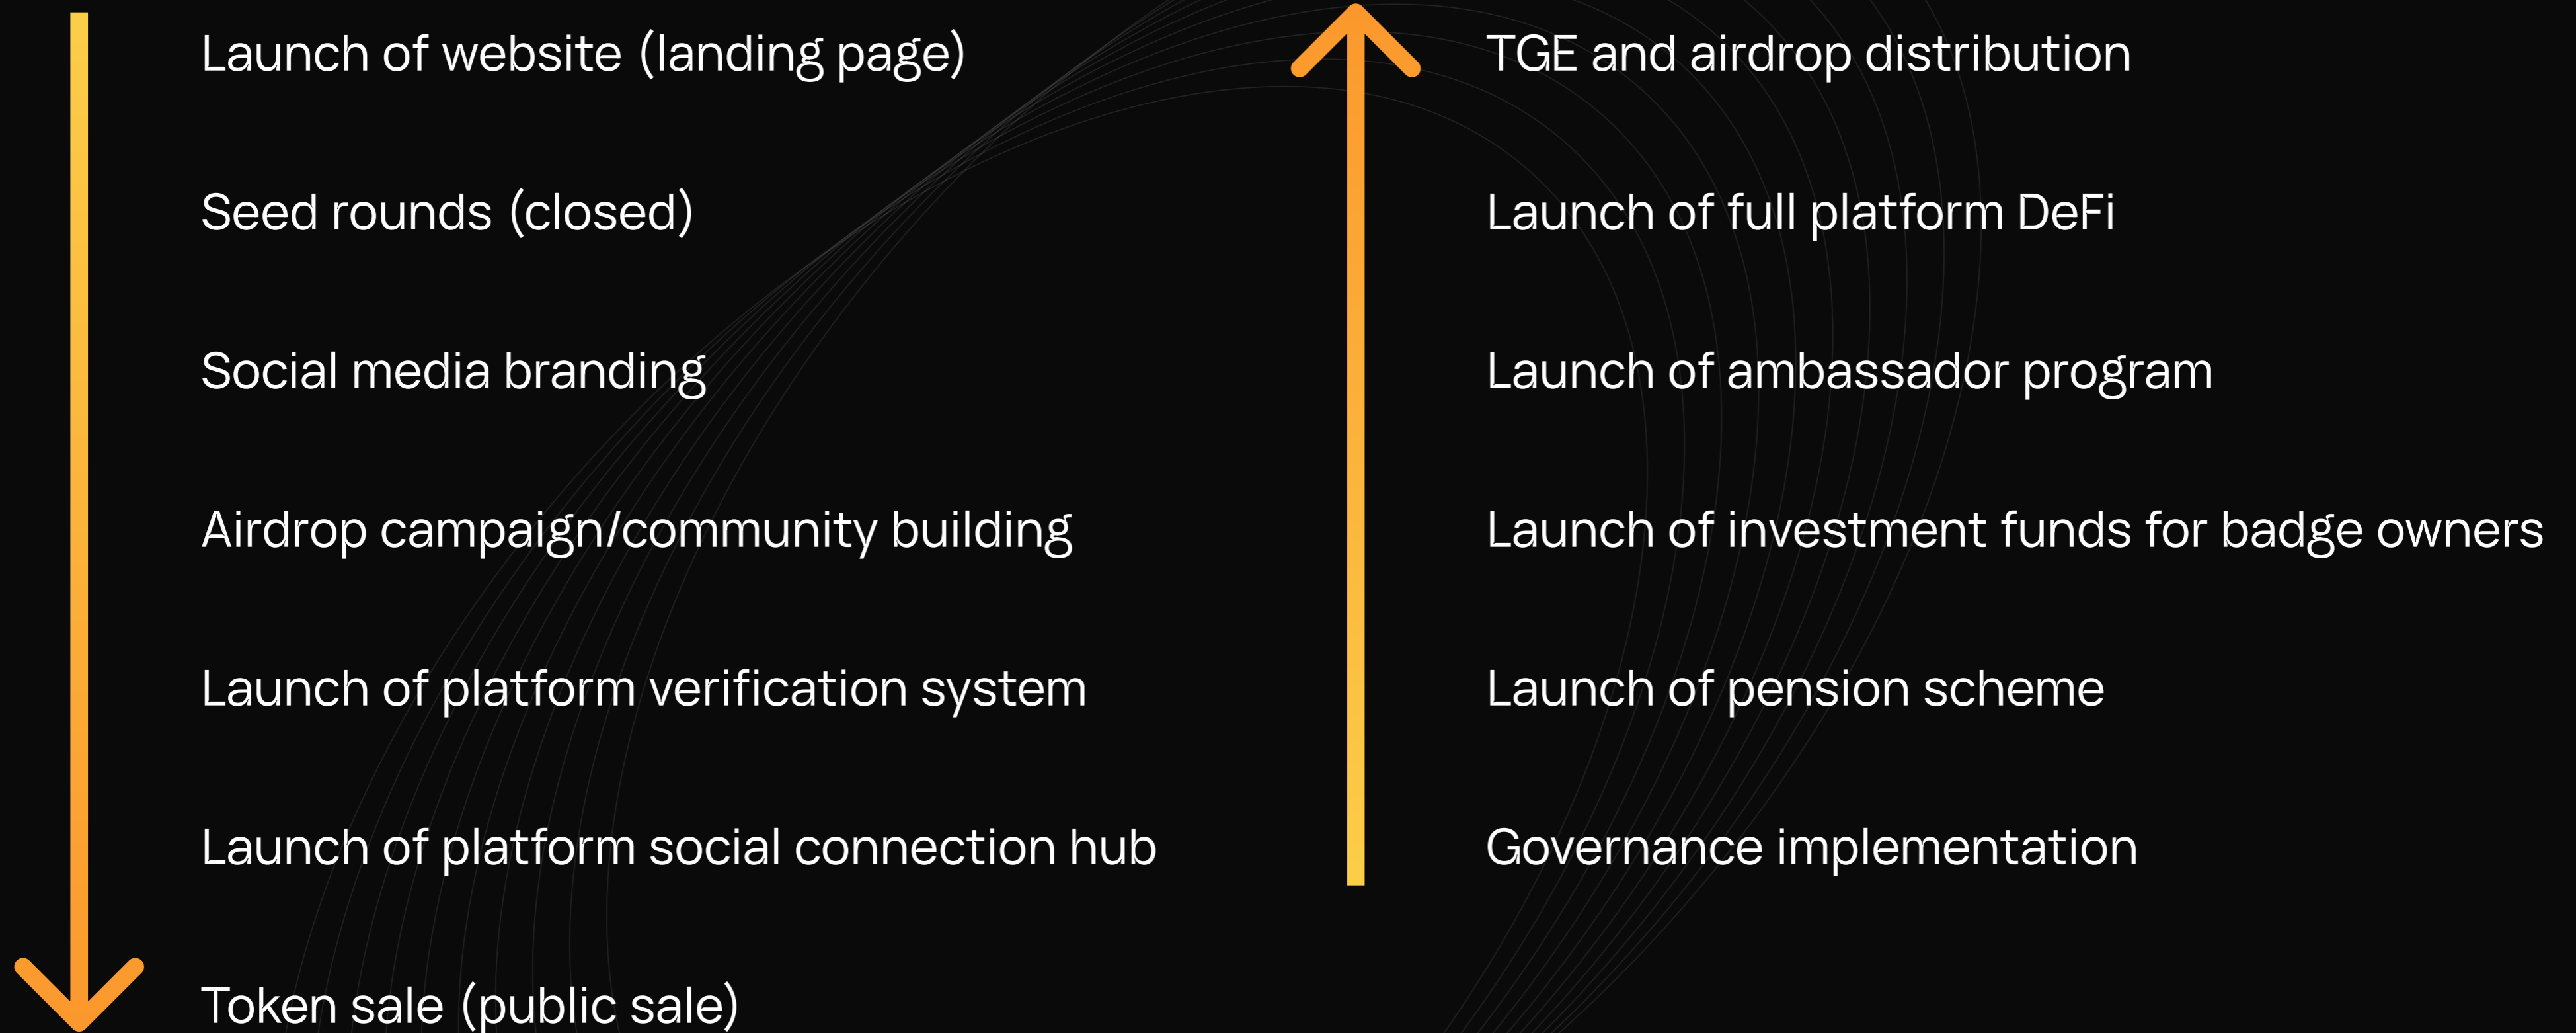 Launch of website (landing page)
Seed rounds (closed)
Social media branding
Airdrop campaign/community building
Launch of platform verification system
Launch of platform social connection hub
Token sale (public sale)
TGE and airdrop distribution
Launch of full platform DeFi
Launch of ambassador program
Launch of investment funds for badge owners
Launch of pension scheme
Governance implementation